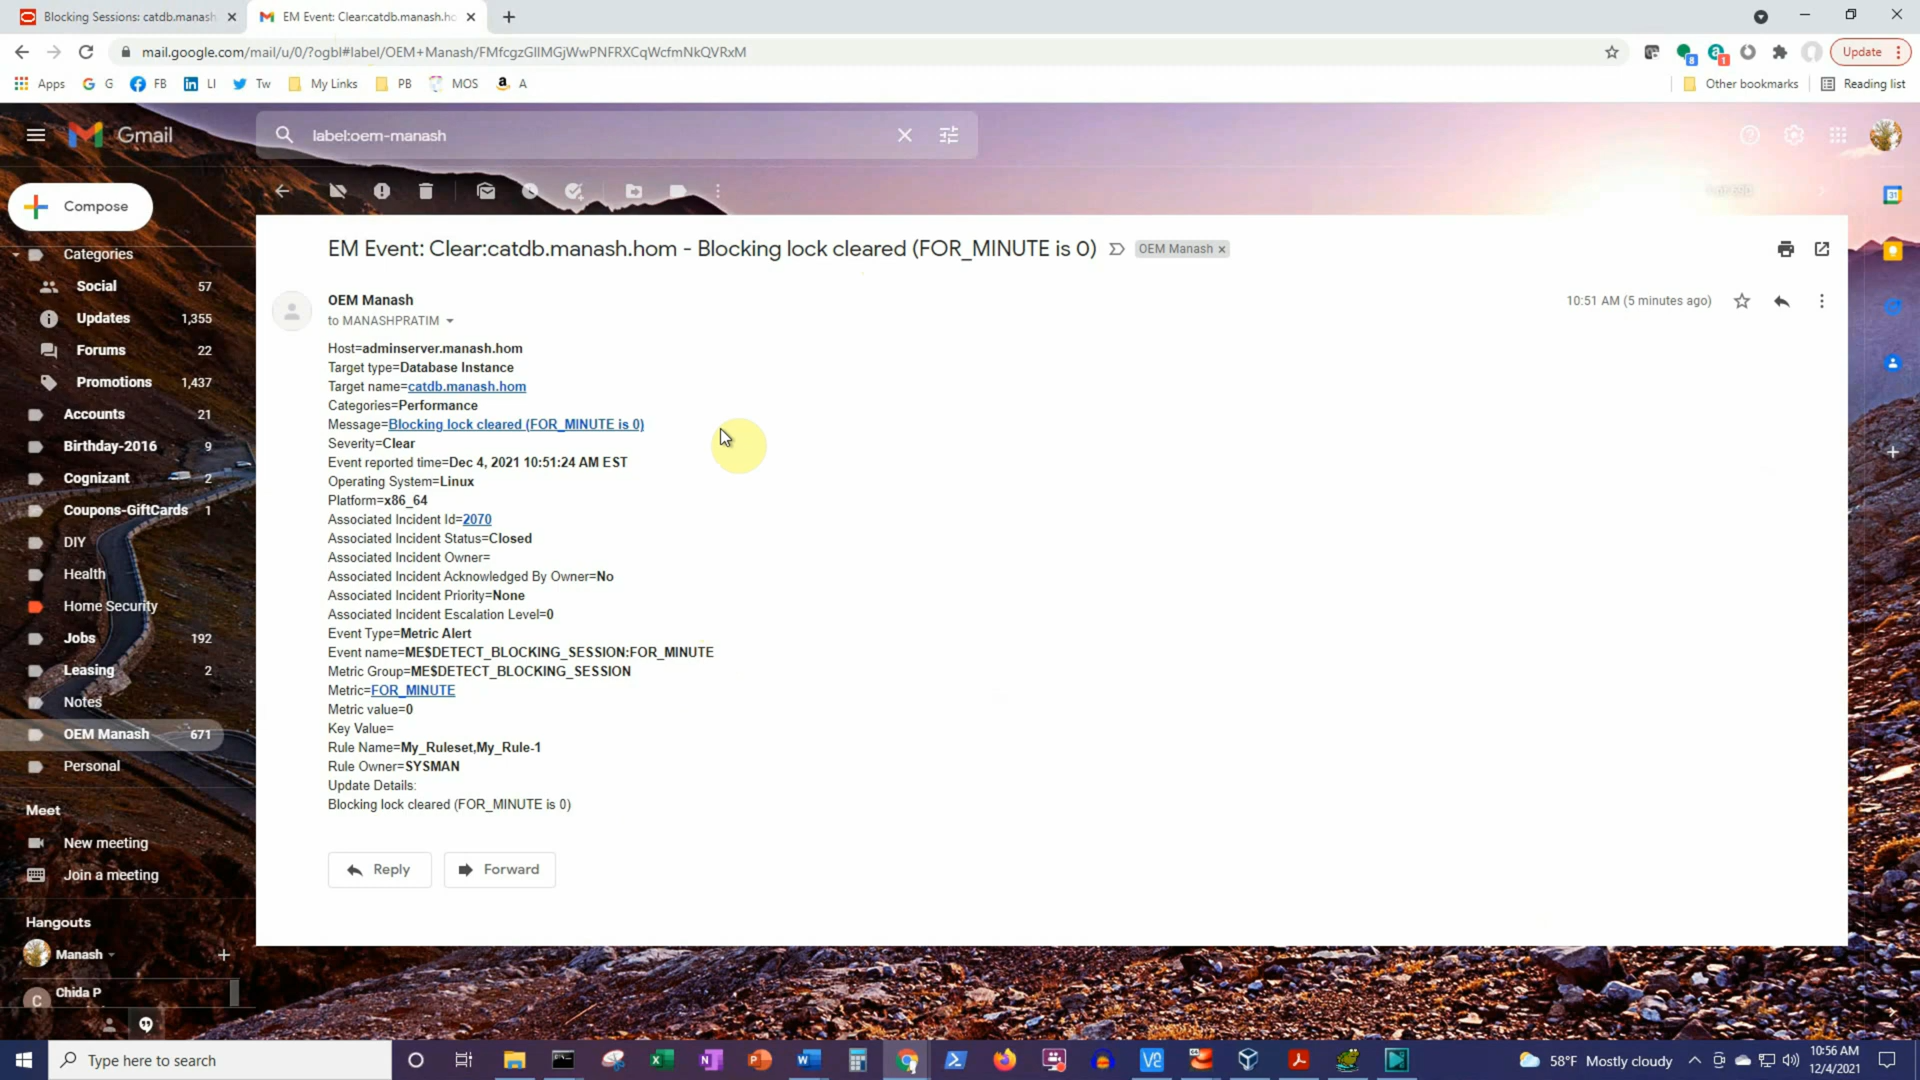 Blocking Sessions: catdb.manash
EM Event: Clear:catdb.manash.ho
mail.google.com/mail/u/0/?ogbl#label/OEM+Manash/FMfcgzGllMGjWwPNFRXCqWcfmNkQVRxM
8
1
Update
Apps
G
FB
LI
Tw
My Links
PB
MOS
A
Other bookmarks
Reading list
Gmail
label:oem-manash
Compose
Categories
Social 57
Updates 1,355
Forums 22
Promotions 1,437
Accounts 21
Birthday-2016 9
Cognizant 2
Coupons-GiftCards 1
DIY
Health
Home Security
Jobs 192
Leasing 2
Notes
OEM Manash 671
Personal
Meet
New meeting
Join a meeting
Hangouts
Manash
C
Chida P
EM Event: Clear:catdb.manash.hom - Blocking lock cleared (FOR_MINUTE is 0)
OEM Manash x
OEM Manash
10:51 AM (5 minutes ago)
to MANASHPRATIM
Host=adminserver.manash.hom
Target type=Database Instance
Target name=catdb.manash.hom
Categories=Performance
Message=Blocking lock cleared (FOR_MINUTE is 0)
Severity=Clear
Event reported time=Dec 4, 2021 10:51:24 AM EST
Operating System=Linux
Platform=x86_64
Associated Incident Id=2070
Associated Incident Status=Closed
Associated Incident Owner=
Associated Incident Acknowledged By Owner=No
Associated Incident Priority=None
Associated Incident Escalation Level=0
Event Type=Metric Alert
Event name=ME$DETECT_BLOCKING_SESSION:FOR_MINUTE
Metric Group=ME$DETECT_BLOCKING_SESSION
Metric=FOR_MINUTE
Metric value=0
Key Value=
Rule Name=My_Ruleset,My_Rule-1
Rule Owner=SYSMAN
Update Details:
Blocking lock cleared (FOR_MINUTE is 0)
Reply
Forward
31
Type here to search
58°F Mostly cloudy
10:56 AM
12/4/2021